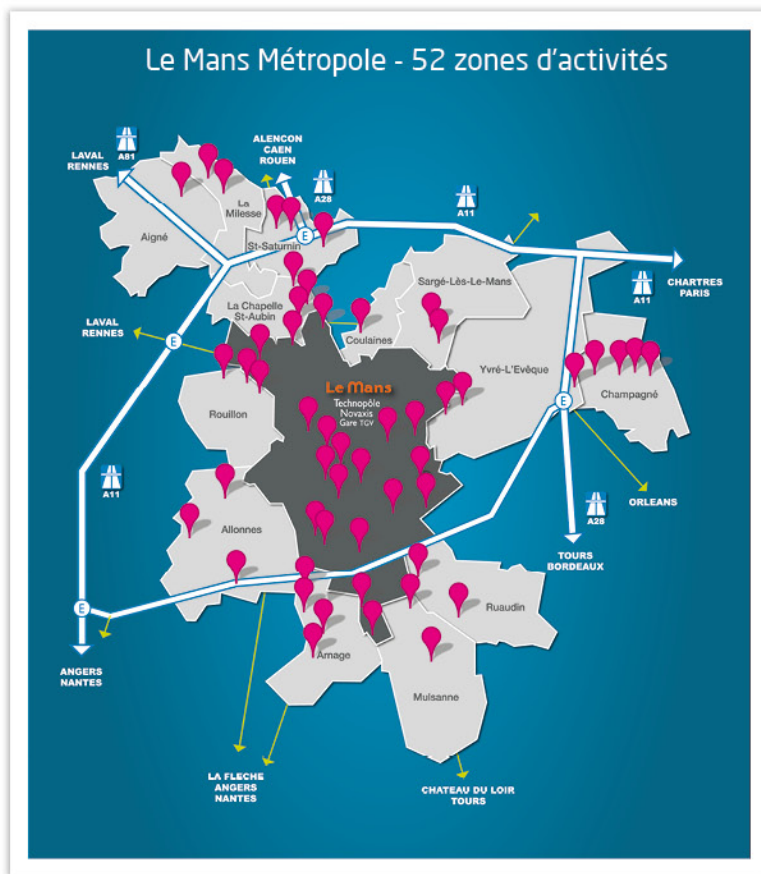 Le Mans Métropole - 52 zones d'activités
A81
LAVAL
RENNES
ALENCON
CAEN
ROUEN
A28
La
Milesse
Aigné
St-Saturnin
E
A11
Sargé-Lès-Le-Mans
CHARTRES
PARIS
A11
La Chapelle
St-Aubin
LAVAL
RENNES
E
Coulaines
Yvré-L'Evêque
Champagné
Le Mans
Technopôle
Novaxis
Gare TGV
Rouillon
E
A11
ORLEANS
A28
Allonnes
TOURS
BORDEAUX
E
Ruaudin
Arnage
Mulsanne
ANGERS
NANTES
LA FLECHE
ANGERS
NANTES
CHATEAU DU LOIR
TOURS